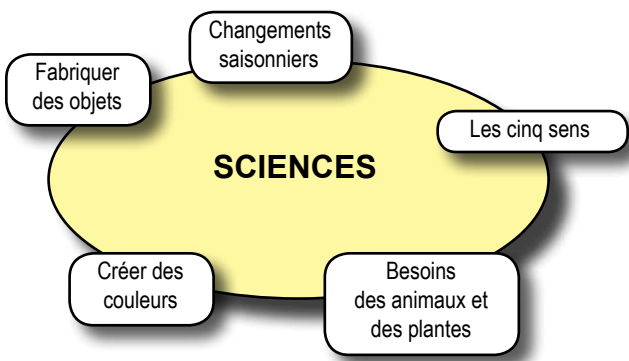 Changements
saisonniers
Fabriquer
des objets
Les cinq sens
SCIENCES
Créer des
couleurs
Besoins
des animaux et
des plantes